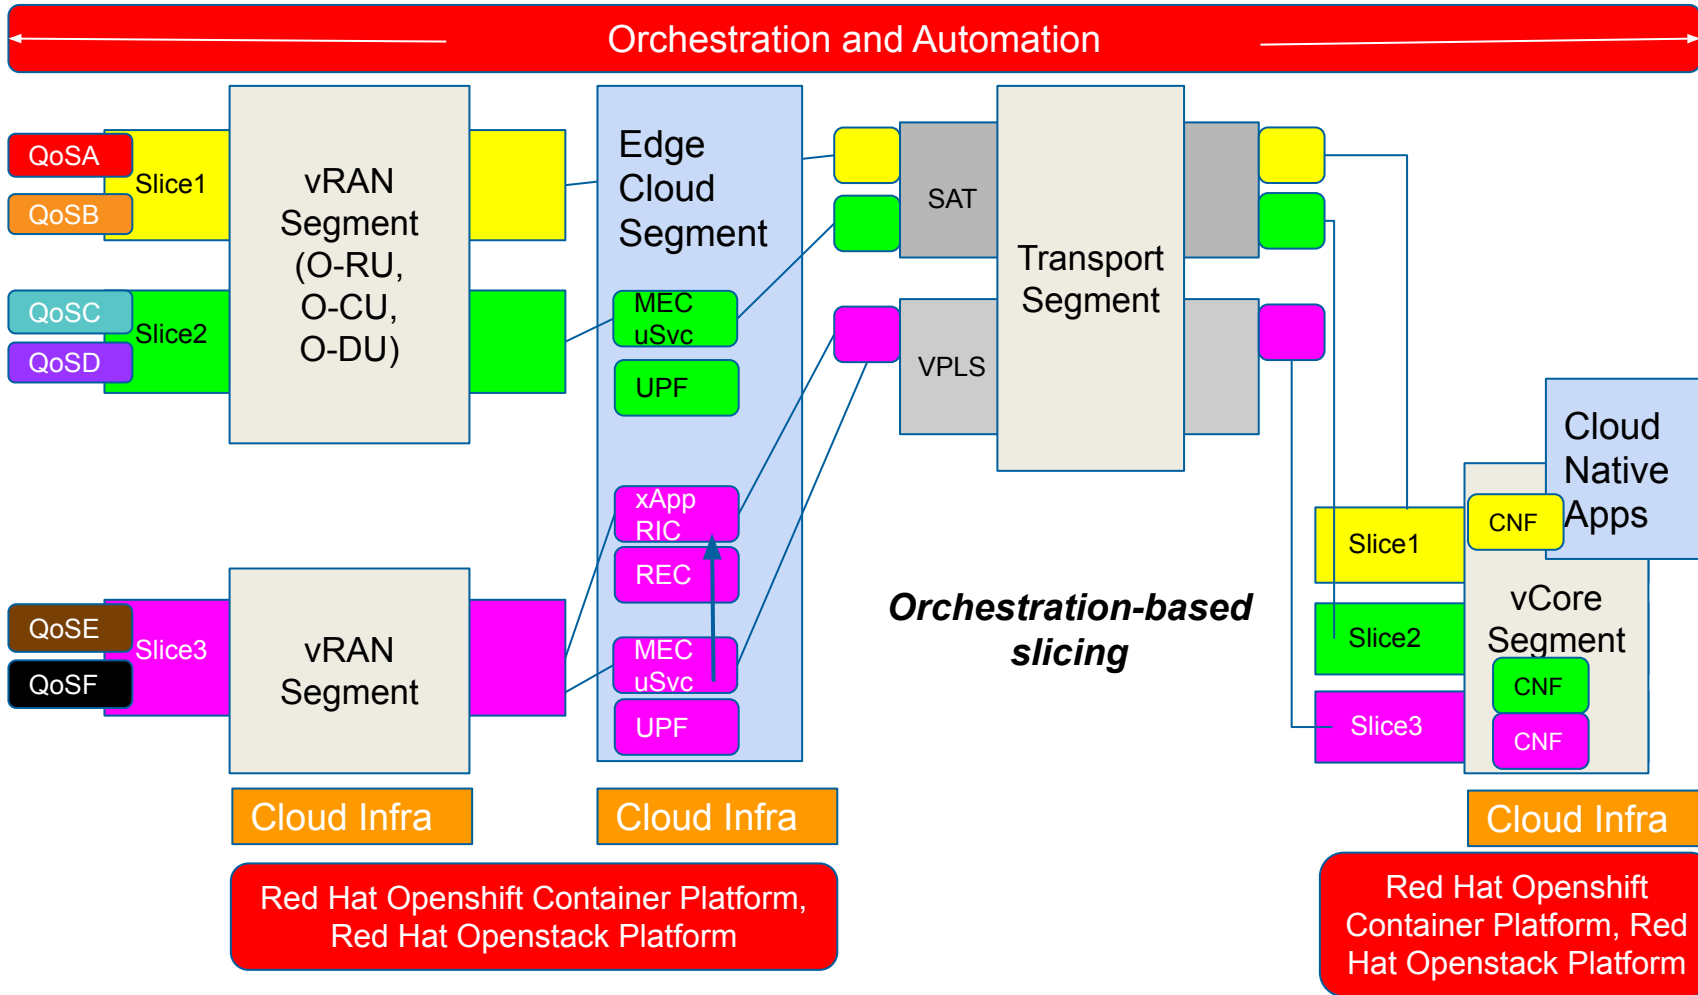 Orchestration and Automation
QoSA
QoSB
Slice1
QoSC
QoSD
Slice2
vRAN
Segment
(O-RU,
O-CU,
O-DU)
QoSE
QoSF
Slice3
vRAN
Segment
Edge
Cloud
Segment
MEC
uSvc
UPF
xApp
RIC
REC
MEC
uSvc
UPF
SAT
VPLS
Transport
Segment
Orchestration-based
slicing
Slice1
Slice2
Slice3
CNF
Cloud
Native
Apps
vCore
Segment
CNF
CNF
Cloud Infra
Cloud Infra
Cloud Infra
Red Hat Openshift Container Platform,
Red Hat Openstack Platform
Red Hat Openshift
Container Platform, Red
Hat Openstack Platform